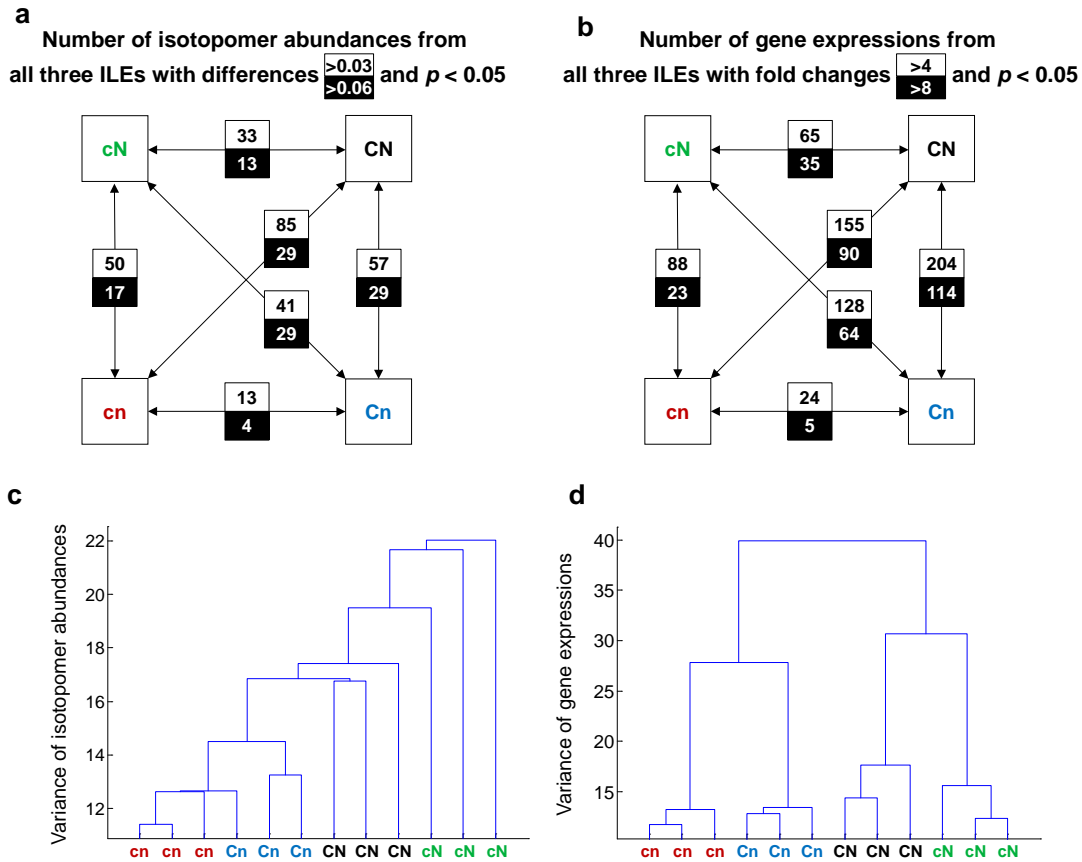 a
Number of isotopomer abundances from
all three ILEs with differences >0.03 and p < 0.05
>0.06
cN
33
13
CN
85
29
50
17
57
29
41
29
cn
13
4
Cn
b
Number of gene expressions from
all three ILEs with fold changes >4 and p < 0.05
>8
cN
65
35
CN
155
90
88
23
204
114
128
64
cn
24
5
Cn
c
Variance of isotopomer abundances
22
20
18
16
14
12
cn cn cn Cn Cn Cn CN CN CN cN cN cN
d
Variance of gene expressions
40
35
30
25
20
15
cn cn cn Cn Cn Cn CN CN CN cN cN cN